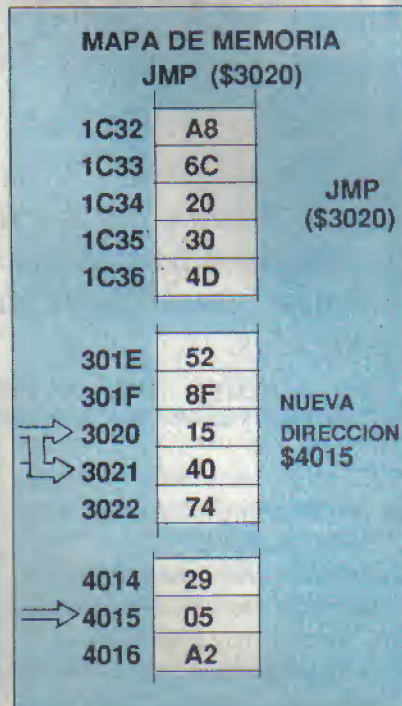 MAPA DE MEMORIA
JMP ($3020)
1C32 A8
1C33 6C
1C34 20
1C35 30
1C36 4D
JMP
($3020)
301E 52
301F 8F
3020 15
3021 40
3022 74
NUEVA
DIRECCION
$4015
4014 29
4015 05
4016 A2